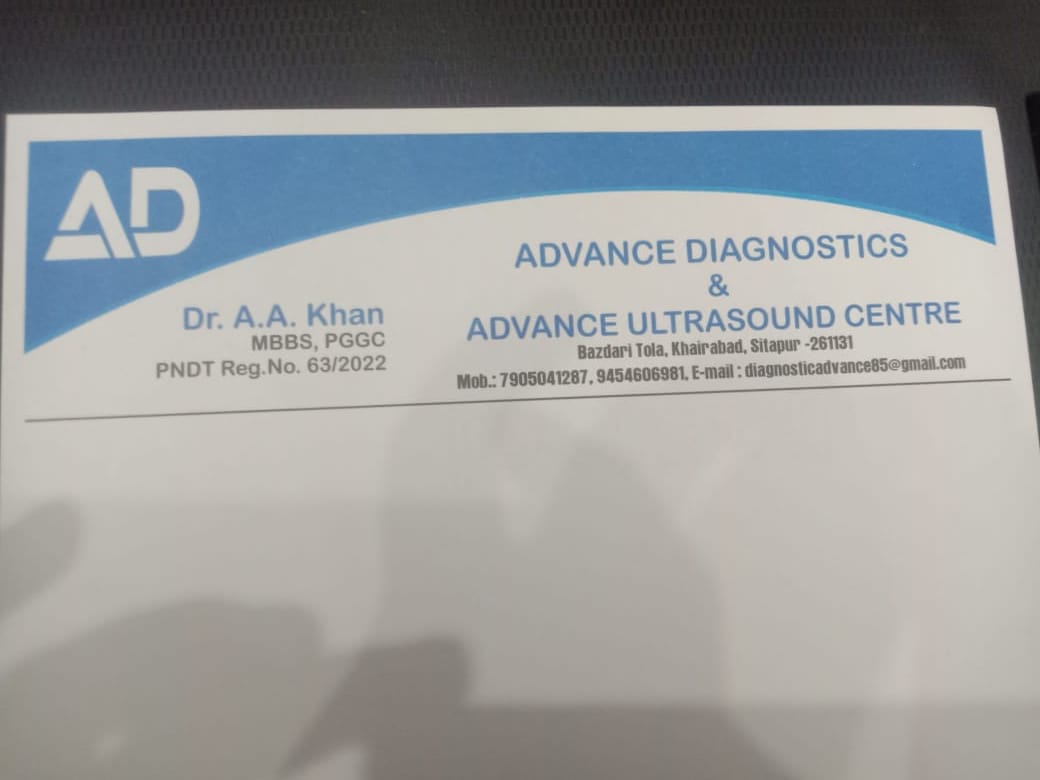 AD
Dr. A.A. Khan
MBBS, PGGC
PNDT Reg.No. 63/2022
ADVANCE DIAGNOSTICS
&
ADVANCE ULTRASOUND CENTRE
Bazdari Tola, Khairabad, Sitapur -261131
Mob.: 7905041287, 9454606981, E-mail : diagnosticadvance85@gmail.com